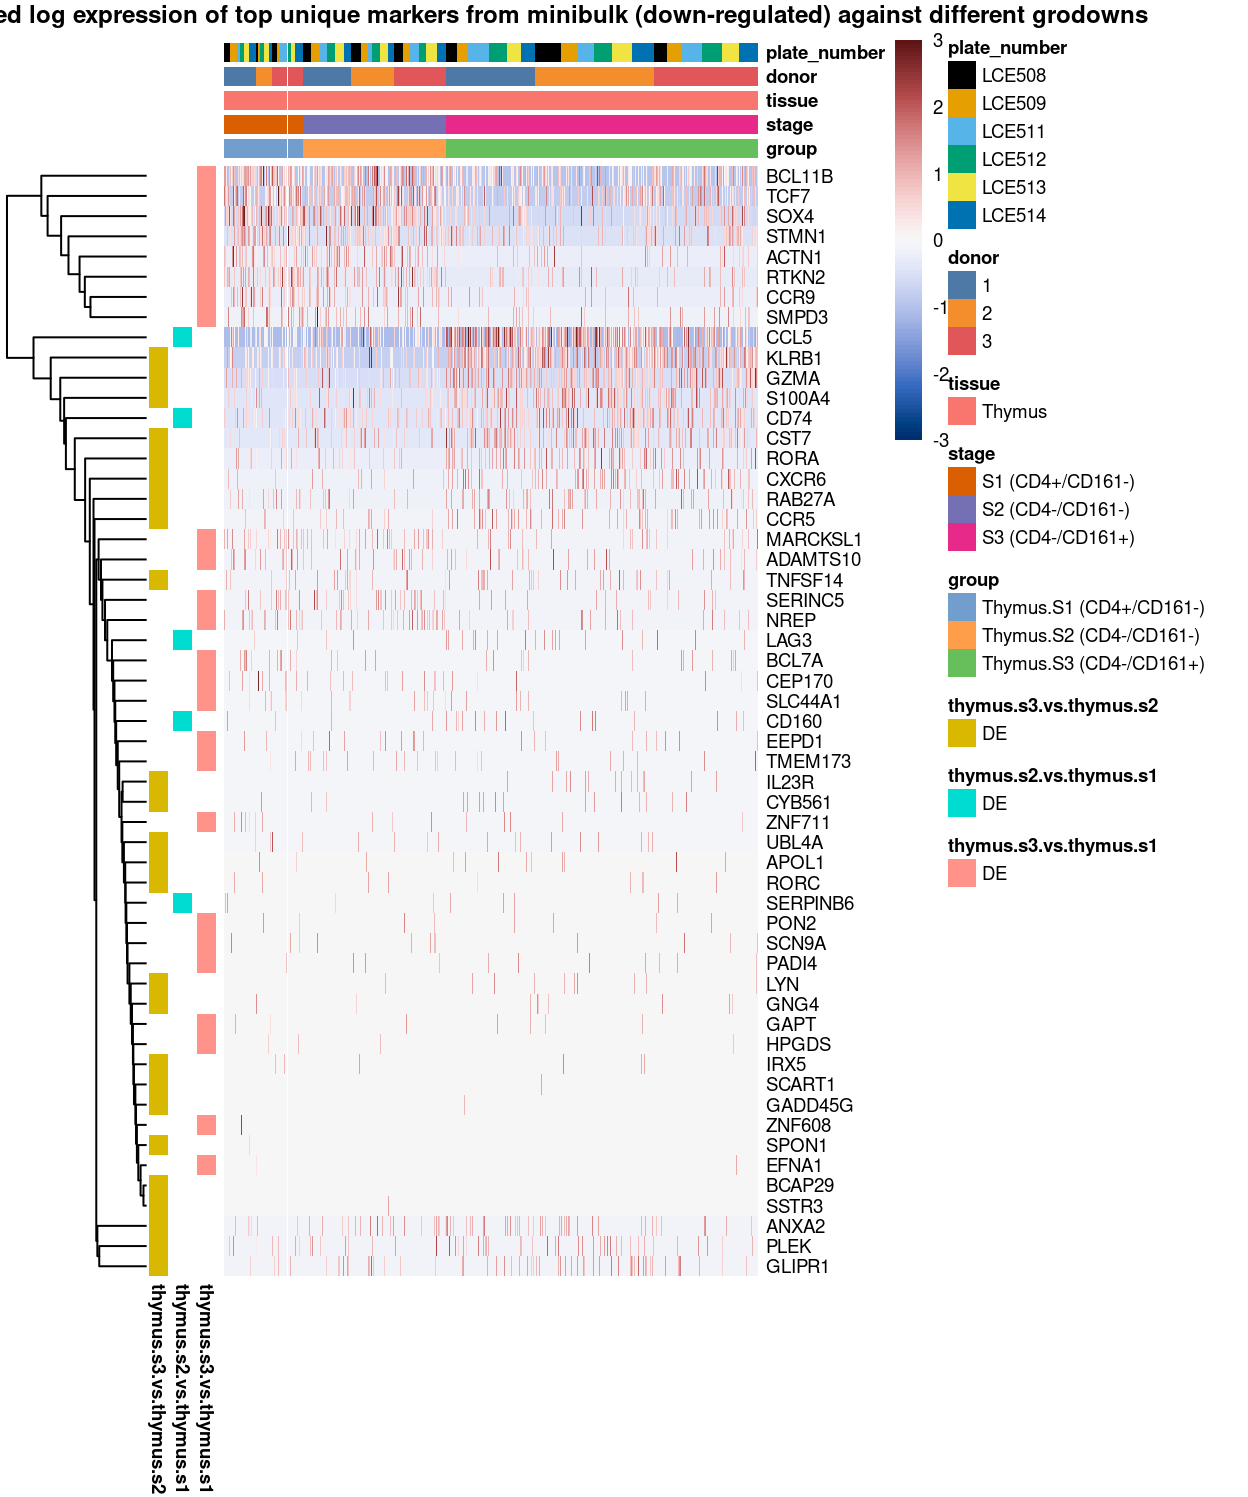 ed log expression of top unique markers from minibulk (down-regulated) against different grodowns
plate_number
donor
tissue
stage
group
BCL11B
TCF7
SOX4
STMN1
ACTN1
RTKN2
CCR9
SMPD3
CCL5
KLRB1
GZMA
S100A4
CD74
CST7
RORA
CXCR6
RAB27A
CCR5
MARCKSL1
ADAMTS10
TNFSF14
SERINC5
NREP
LAG3
BCL7A
CEP170
SLC44A1
CD160
EEPD1
TMEM173
IL23R
CYB561
ZNF711
UBL4A
APOL1
RORC
SERPINB6
PON2
SCN9A
PADI4
LYN
GNG4
GAPT
HPGDS
IRX5
SCART1
GADD45G
ZNF608
SPON1
EFNA1
BCAP29
SSTR3
ANXA2
PLEK
GLIPR1
thymus.s3.vs.thymus.s2
thymus.s2.vs.thymus.s1
thymus.s3.vs.thymus.s1
3
2
1
0
-1
-2
-3
plate_number
LCE508
LCE509
LCE511
LCE512
LCE513
LCE514
donor
1
2
3
tissue
Thymus
stage
S1 (CD4+/CD161-)
S2 (CD4-/CD161-)
S3 (CD4-/CD161+)
group
Thymus.S1 (CD4+/CD161-)
Thymus.S2 (CD4-/CD161-)
Thymus.S3 (CD4-/CD161+)
thymus.s3.vs.thymus.s2
DE
thymus.s2.vs.thymus.s1
DE
thymus.s3.vs.thymus.s1
DE